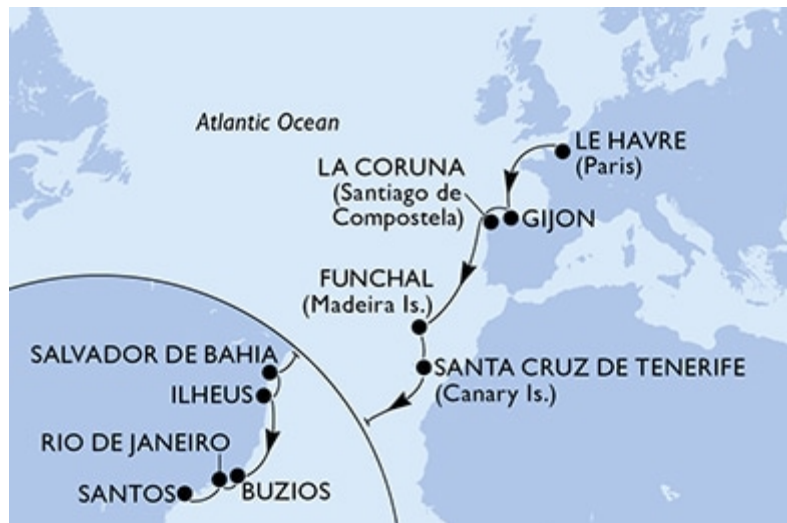 Atlantic Ocean
LE HAVRE
(Paris)
LA CORUNA
(Santiago de
Compostela)
GIJON
FUNCHAL
(Madeira Is.)
SANTA CRUZ DE TENERIFE
(Canary Is.)
SALVADOR DE BAHIA
ILHEUS
RIO DE JANEIRO
BUZIOS
SANTOS